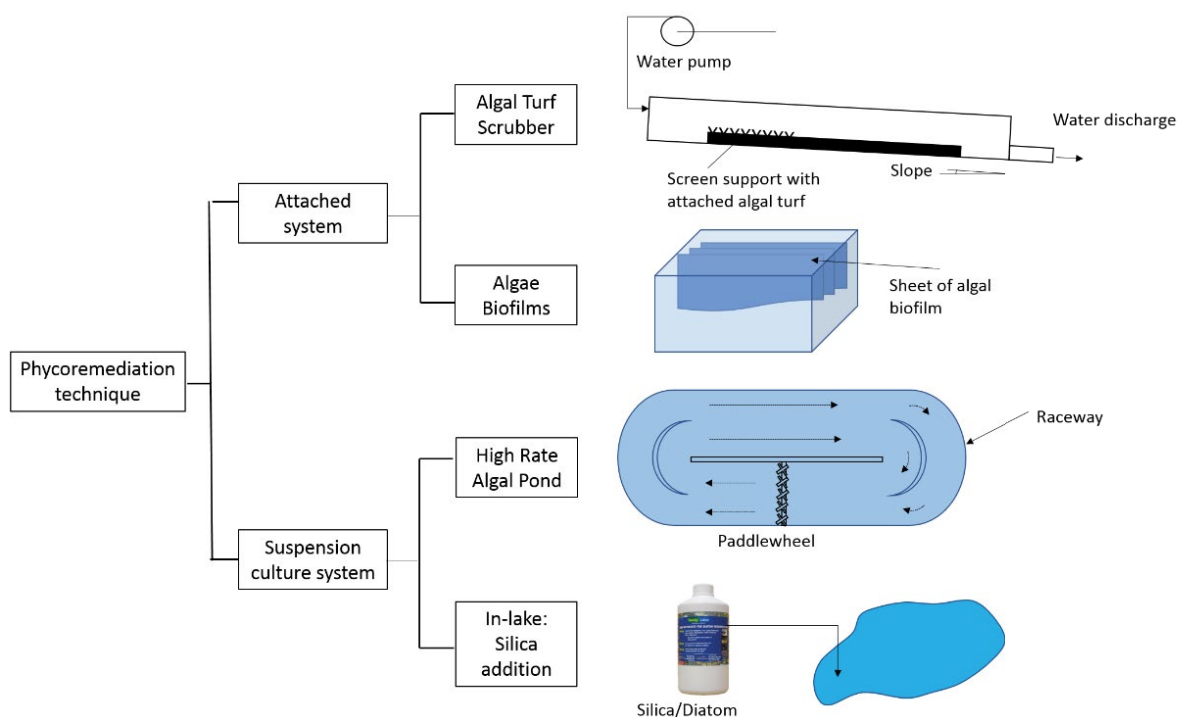 Water pump
Algal Turf
Scrubber
Water discharge
Slope
Screen support with
attached algal turf
Attached
system
Algae
Biofilms
Sheet of algal
biofilm
Phycoremediation
technique
Raceway
High Rate
Algal Pond
Paddlewheel
Suspension
culture system
In-lake:
Silica
addition
Silica/Diatom